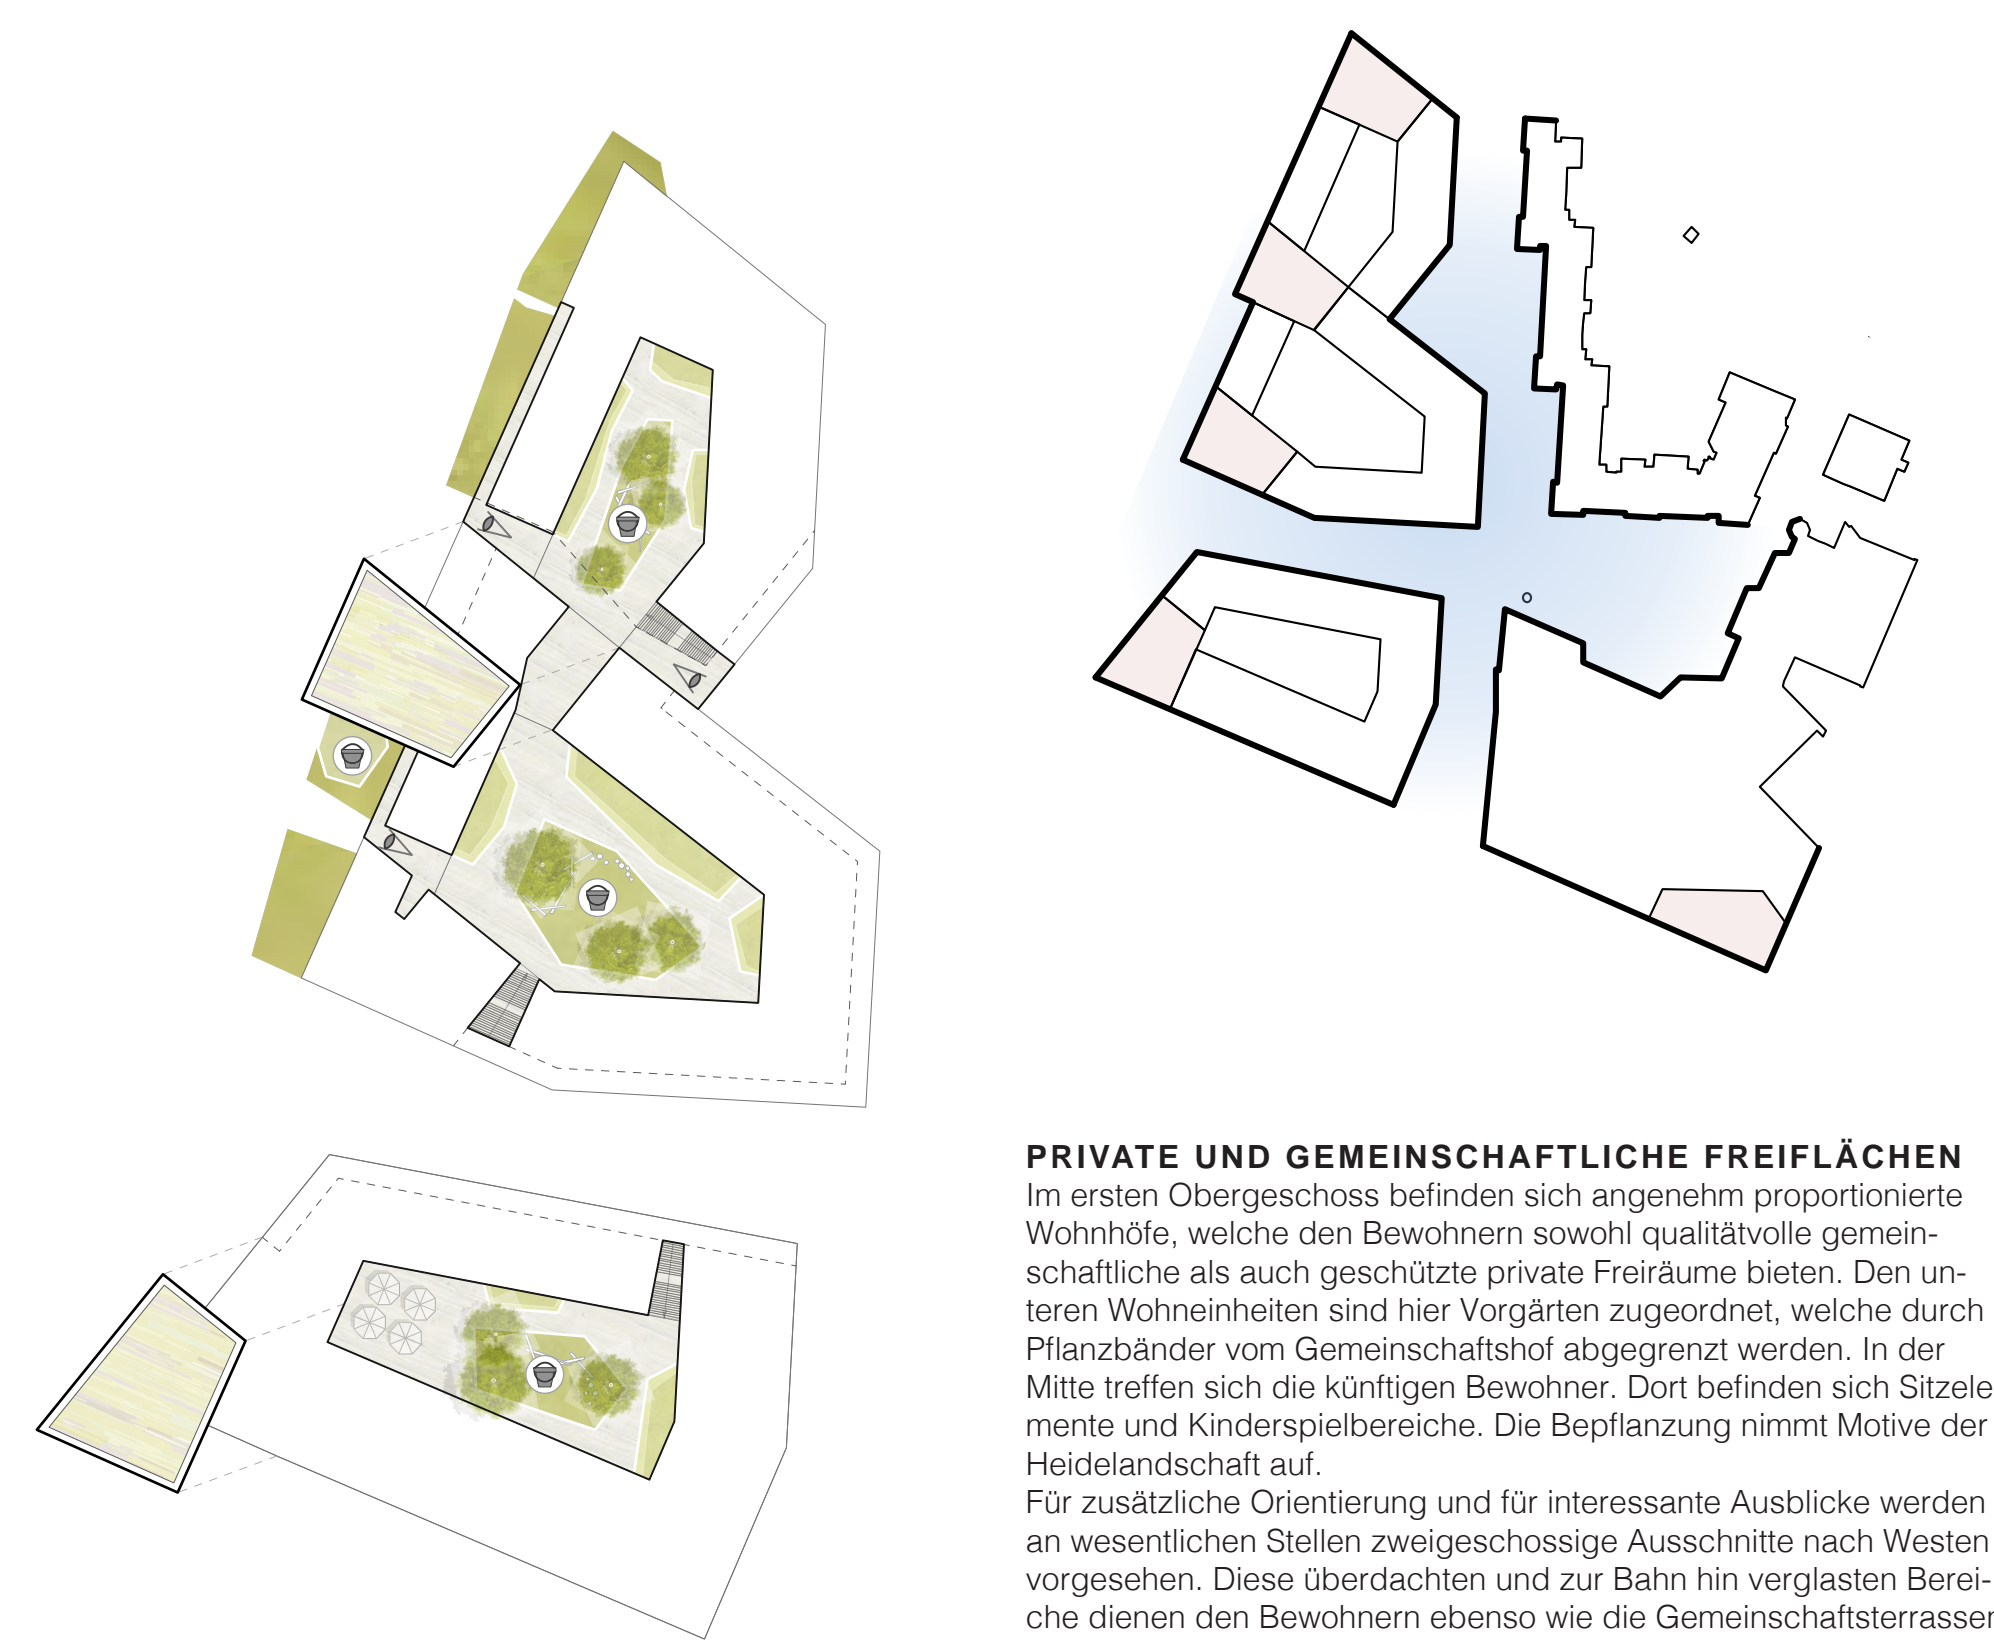 PRIVATE UND GEMEINSCHAFTLICHE FREIFLÄCHEN
Im ersten Obergeschoss befinden sich angenehm proportionierte
Wohnhöfe, welche den Bewohnern sowohl qualitätvolle gemein-
schaftliche als auch geschützte private Freiräume bieten. Den un-
teren Wohneinheiten sind hier Vorgärten zugeordnet, welche durch
Pflanzbänder vom Gemeinschaftshof abgegrenzt werden. In der
Mitte treffen sich die künftigen Bewohner. Dort befinden sich Sitzele
mente und Kinderspielbereiche. Die Bepflanzung nimmt Motive der
Heidelandschaft auf.
Für zusätzliche Orientierung und für interessante Ausblicke werden
an wesentlichen Stellen zweigeschossige Ausschnitte nach Westen
vorgesehen. Diese überdachten und zur Bahn hin verglasten Berei-
che dienen den Bewohnern ebenso wie die Gemeinschaftsterrassen